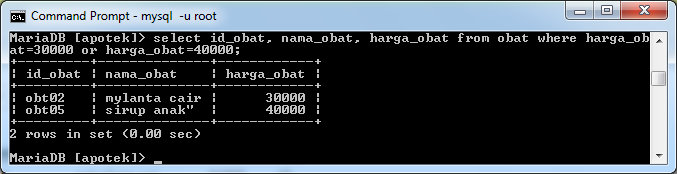 Command Prompt - mysql -u root
MariaDB [apotek]> select id_obat, nama_obat, harga_obat from obat where harga_ob
at=30000 or harga_obat=40000;
+---------+--------------+------------+
| id_obat | nama_obat | harga_obat |
+---------+--------------+------------+
| obt02 | mylanta cair | 30000 |
| obt05 | sirup anak" | 40000 |
+---------+--------------+------------+
2 rows in set (0.00 sec)
MariaDB [apotek]> _